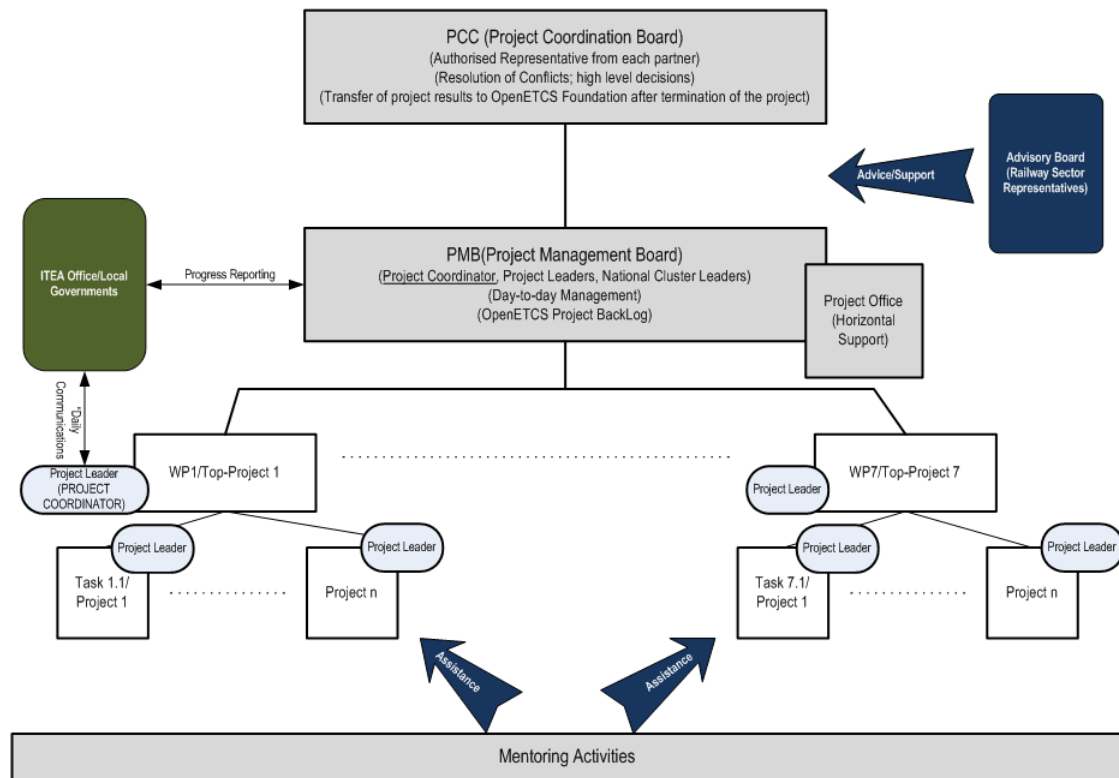 PCC (Project Coordination Board)
(Authorised Representative from each partner)
(Resolution of Conflicts; high level decisions)
(Transfer of project results to OpenETCS Foundation after termination of the project)
Advice/Support
Advisory Board
(Railway Sector
Representatives)
ITEA Office/Local
Governments
Progress Reporting
PMB(Project Management Board)
(Project Coordinator, Project Leaders, National Cluster Leaders)
(Day-to-day Management)
(OpenETCS Project BackLog)
Project Office
(Horizontal
Support)
"Daily
Communications
WP1/Top-Project 1
Project Leader
(PROJECT
COORDINATOR)
WP7/Top-Project 7
Project Leader
Project Leader
Task 1.1/
Project 1
Project Leader
Project n
Project Leader
Task 7.1/
Project 1
Project Leader
Project n
Assistance
Assistance
Mentoring Activities